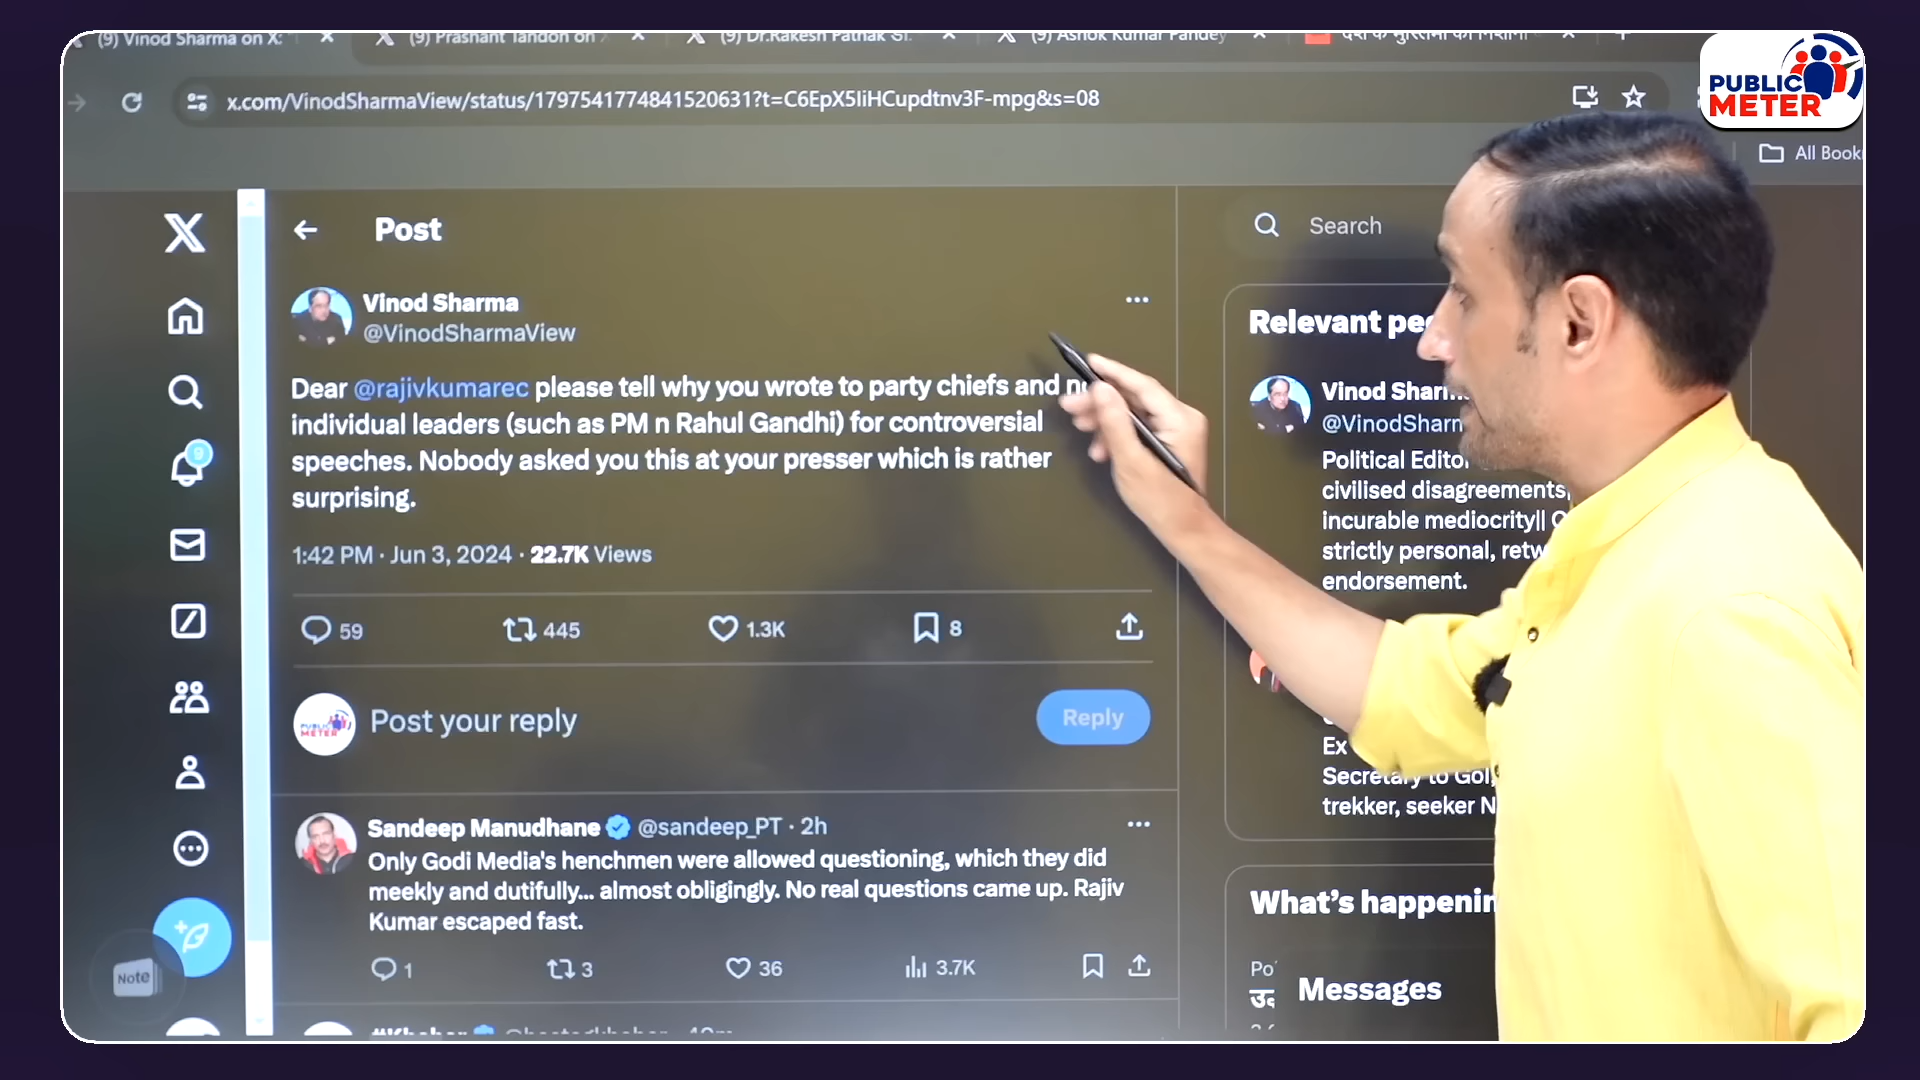 (9) Vinod Sharma on X: "
(9) Prashant Tandon on
(9) Dr.Rakesh Pathak
(9) Ashok Kumar Pandey
देश के मुस्लिमों की निशानी
PUBLIC
METER
x.com/VinodSharmaView/status/1797541774841520631?t=C6EpX5IiHCupdtnv3F-mpg&s=08
All Book
Post
Search
Vinod Sharma
@VinodSharmaView
Relevant
Dear @rajivkumarec please tell why you wrote to party chiefs and
individual leaders (such as PM n Rahul Gandhi) for controversial
speeches. Nobody asked you this at your presser which is rather
surprising.
1:42 PM · Jun 3, 2024 · 22.7K Views
Vinod
@VinodSharm
Political
civilised disagreements,
incurable mediocrity||
strictly personal,
endorsement.
9
59
445
1.3K
8
PUBLIC
METER
Post your reply
Reply
Ex
Secretary to GoI,
trekker, seeker N
Sandeep Manudhane @sandeep_PT · 2h
Only Godi Media's henchmen were allowed questioning, which they did
meekly and dutifully... almost obligingly. No real questions came up. Rajiv
Kumar escaped fast.
1
3
36
3.7K
What's happenin
Messages
Note